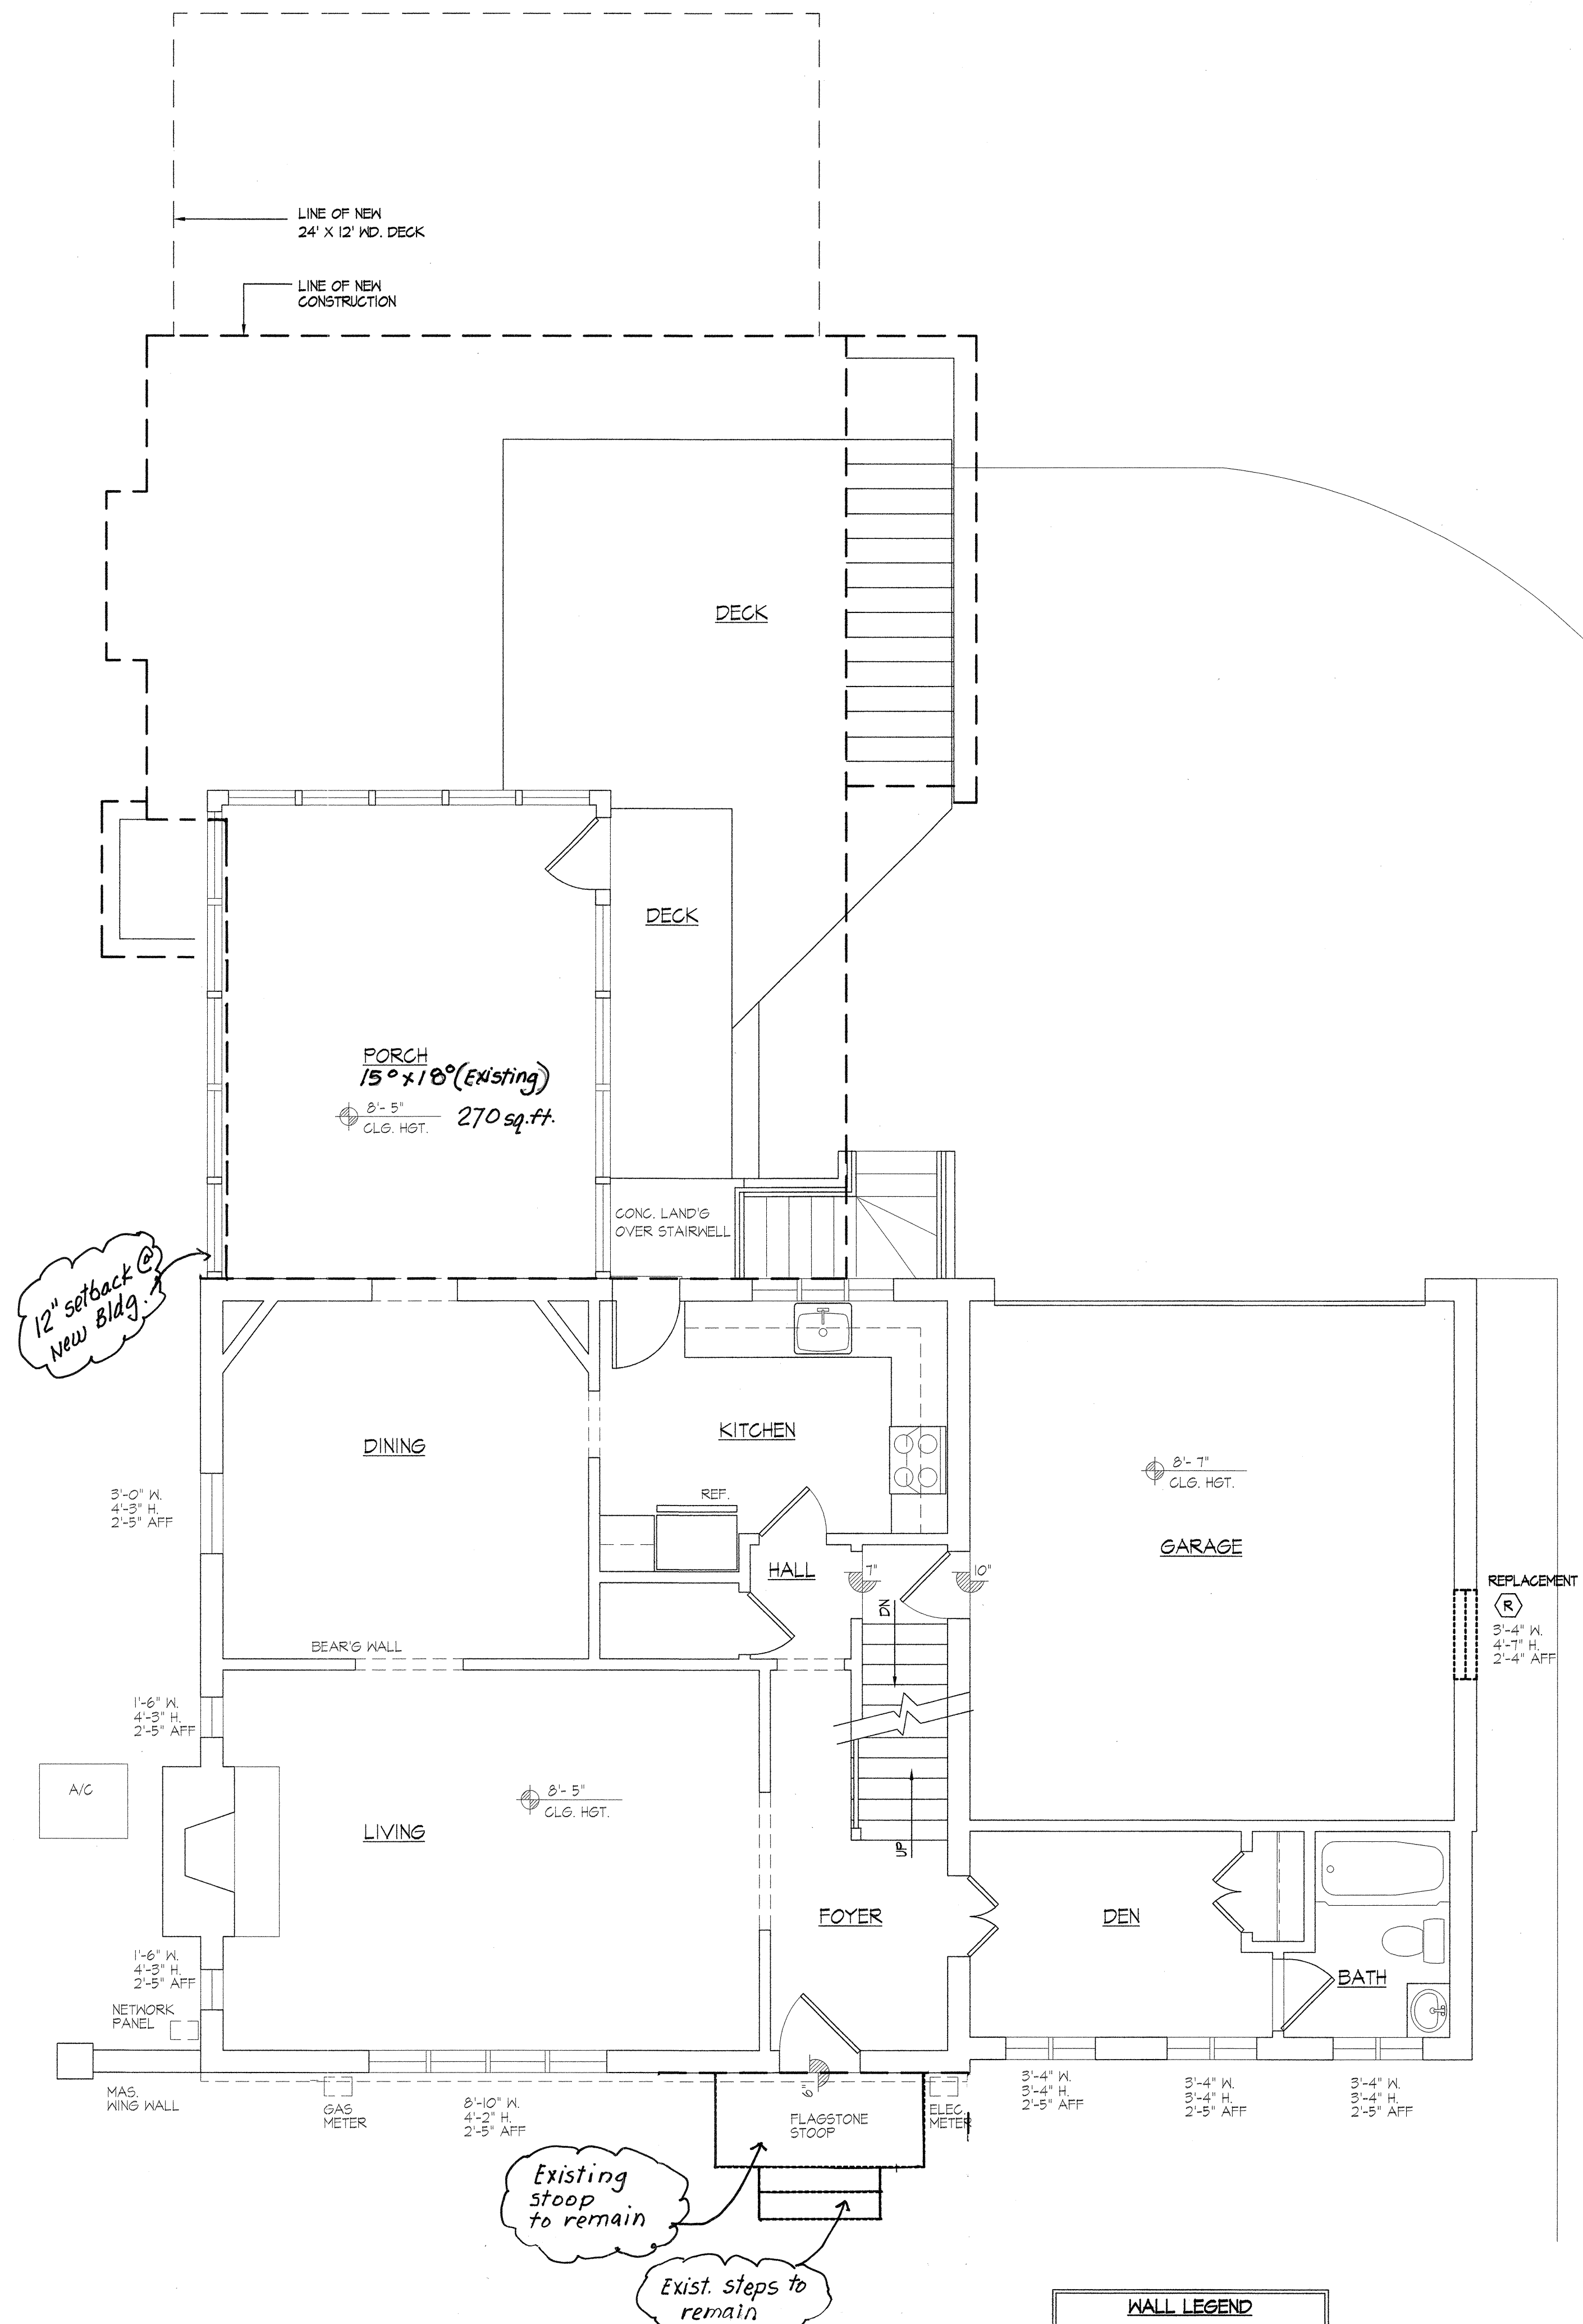 LINE OF NEW
24' X 12' WD. DECK
LINE OF NEW
CONSTRUCTION
DECK
DECK
PORCH
15° x 18° (Existing)
8'- 5"
CLG. HGT.
270 sq.ft.
CONC. LAND'G
OVER STAIRWELL
12" setback @
New Bldg.
DINING
KITCHEN
REF.
8'- 7"
CLG. HGT.
GARAGE
3'-0" W.
4'-3" H.
2'-5" AFF
HALL
7"
10"
DN
REPLACEMENT
R
3'-4" W.
4'-7" H.
2'-4" AFF
BEAR'G WALL
1'-6" W.
4'-3" H.
2'-5" AFF
A/C
8'- 5"
CLG. HGT.
LIVING
UP
FOYER
DEN
BATH
1'-6" W.
4'-3" H.
2'-5" AFF
NETWORK
PANEL
MAS.
WING WALL
GAS
METER
8'-10" W.
4'-2" H.
2'-5" AFF
6"
FLAGSTONE
STOOP
ELEC.
METER
3'-4" W.
3'-4" H.
2'-5" AFF
3'-4" W.
3'-4" H.
2'-5" AFF
3'-4" W.
3'-4" H.
2'-5" AFF
Existing
stoop
to remain
Exist. steps to
remain
WALL LEGEND